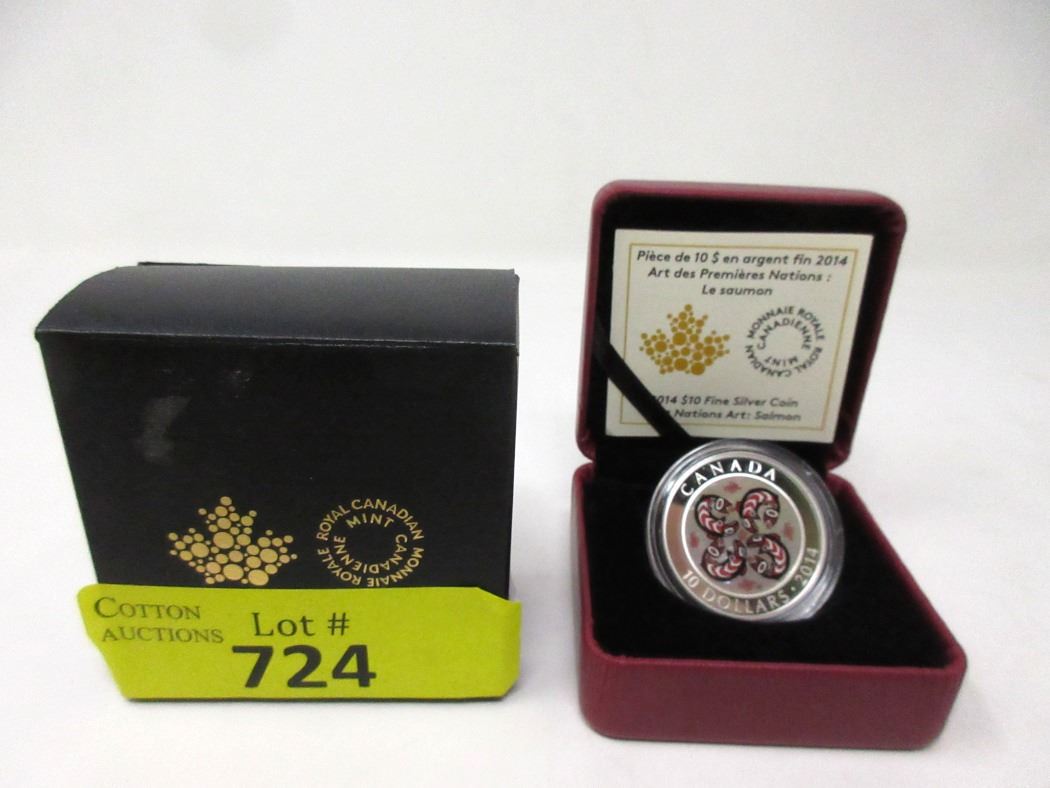 ROYAL CANADIAN MINT
MONNAIE ROYALE CANADIENNE
COTTON
AUCTIONS
Lot #
724
Pièce de 10 $ en argent fin 2014
Art des Premières Nations :
Le saumon
MONNAIE ROYALE CANADIENNE
ROYAL CANADIAN MINT
2014 $10 Fine Silver Coin
Nations Art: Salmon
CANADA
10 DOLLARS • 2014